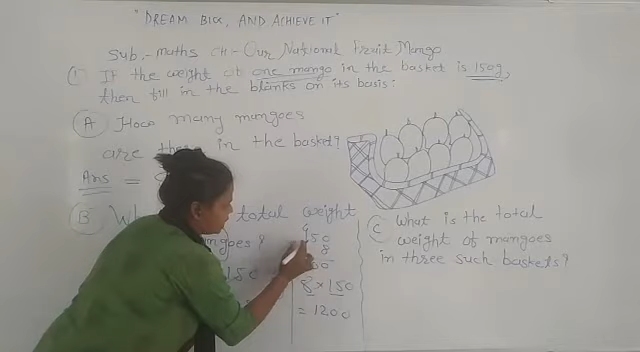 "DREAM BIG, AND ACHIEVE IT"
Sub.- Maths CH - Our National Fruit Mango
① If the weight of one mango in the basket is 150g,
then fill in the blanks on its basis:
Ⓐ How many mangoes
are there in the basket?
Ans =
Ⓑ total weight
mangoes?
150
150
8
8 × 150
= 1200
Ⓒ What is the total
weight of mangoes
in three such baskets?